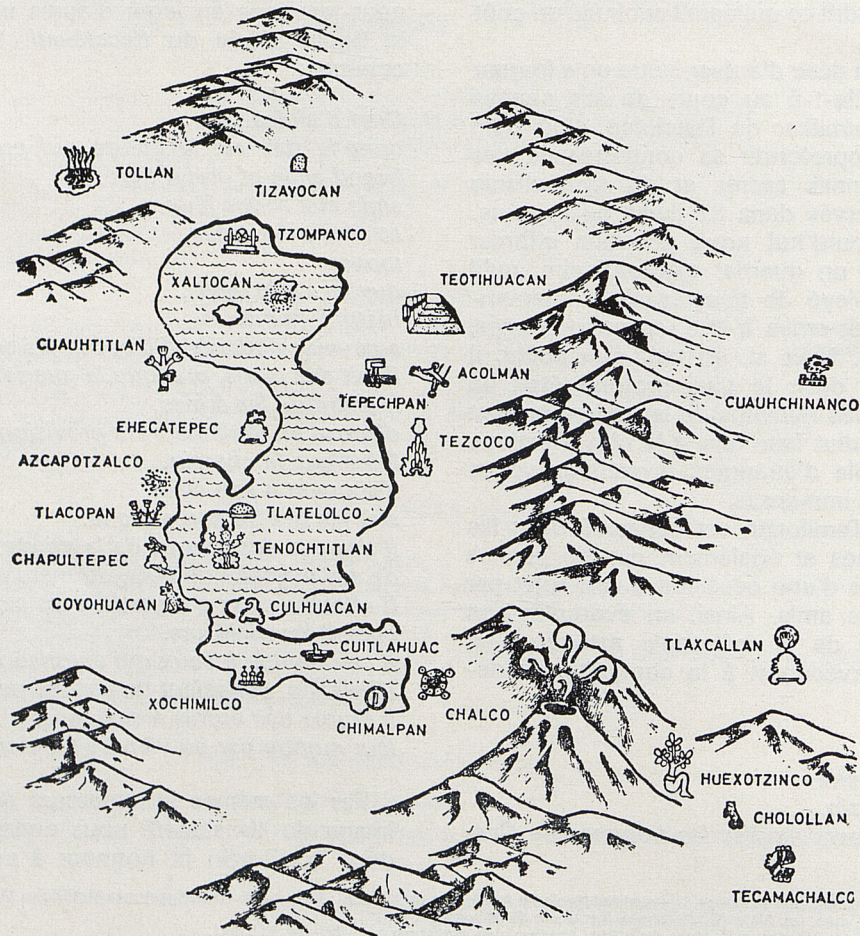 TOLLAN
TIZAYOCAN
TZOMPANCO
XALTOCAN
TEOTIHUACAN
CUAUHTITLAN
ACOLMAN
TEPECHPAN
CUAUHCHINANCO
EHECATEPEC
TEZCOCO
AZCAPOTZALCO
TLACOPAN
TLATELOLCO
TENOCHTITLAN
CHAPULTEPEC
COYOHUACAN
CULHUACAN
CUITLAHUAC
TLAXCALLAN
XOCHIMILCO
CHALCO
CHIMALPAN
HUEXOTZINCO
CHOLOLLAN
TECAMACHALCO